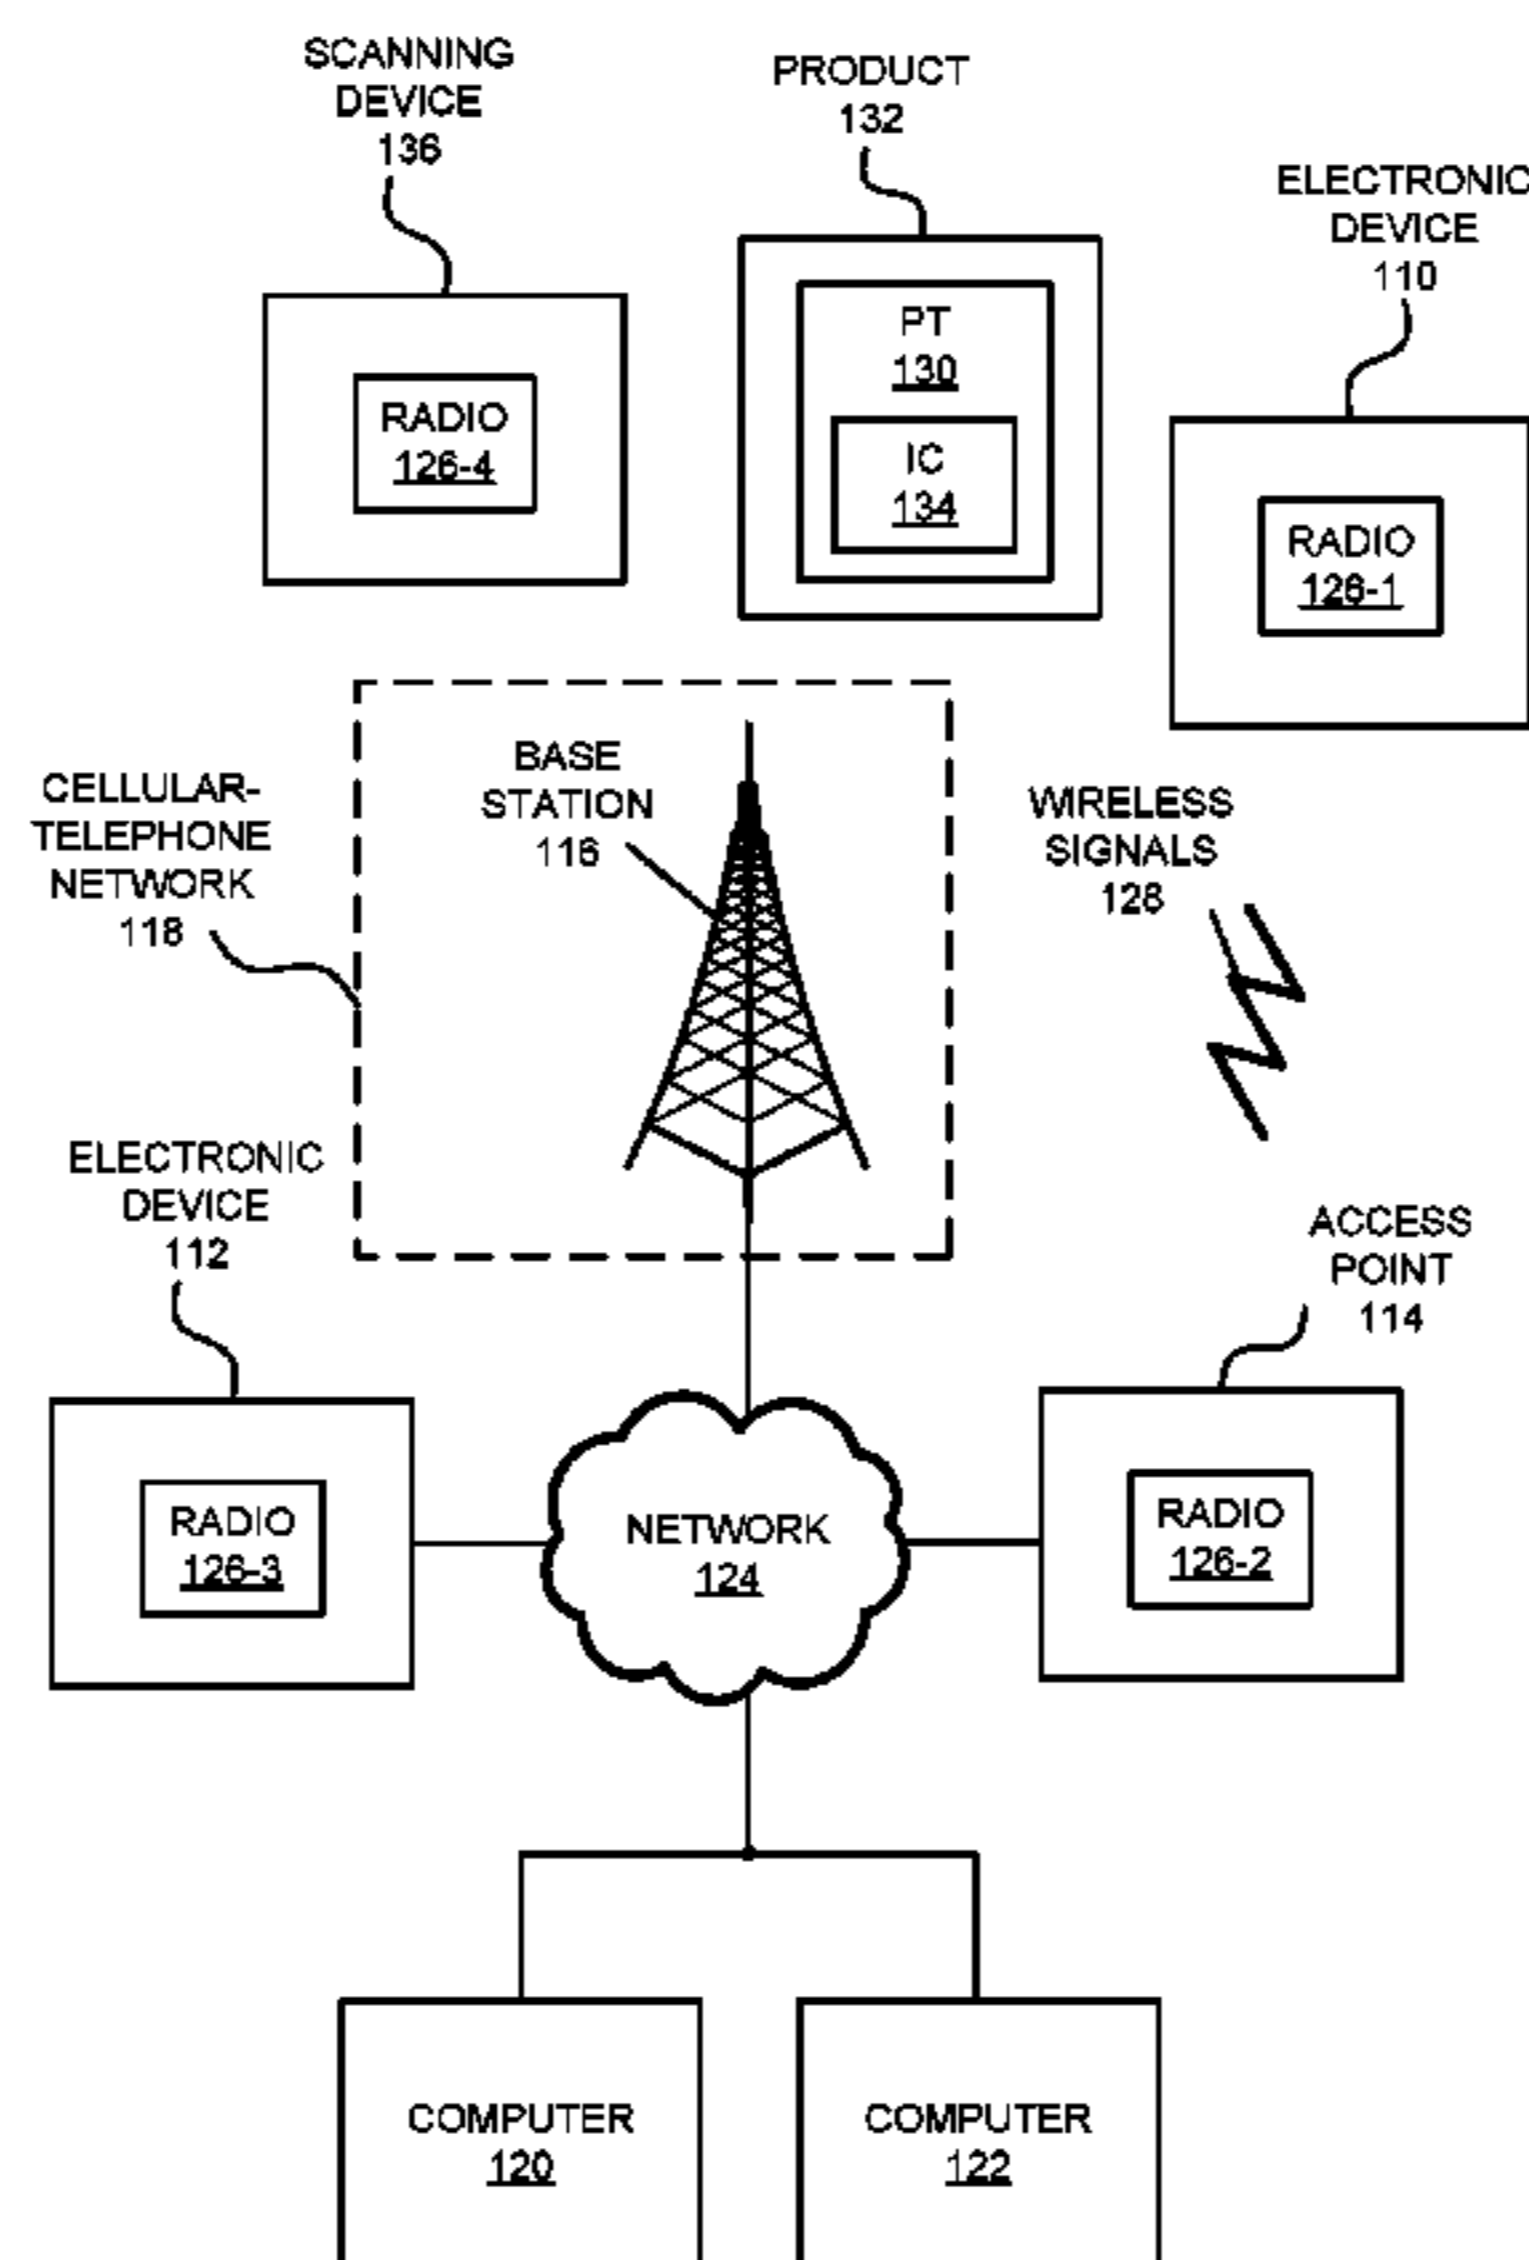 SCANNING
DEVICE
136
PRODUCT
132
ELECTRONIC
DEVICE
110
PT
130
IC
134
RADIO
126-4
RADIO
126-1
CELLULAR-
TELEPHONE
NETWORK
118
BASE
STATION
116
WIRELESS
SIGNALS
128
ELECTRONIC
DEVICE
112
ACCESS
POINT
114
RADIO
126-3
NETWORK
124
RADIO
126-2
COMPUTER
120
COMPUTER
122